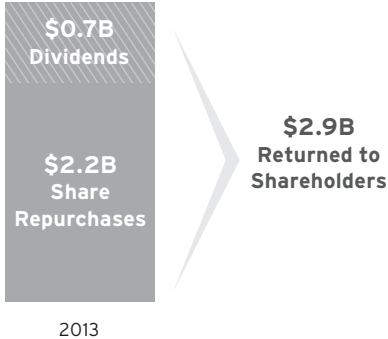 $0.7B
Dividends
$2.2B
Share
Repurchases
$2.9B
Returned to
Shareholders
2013